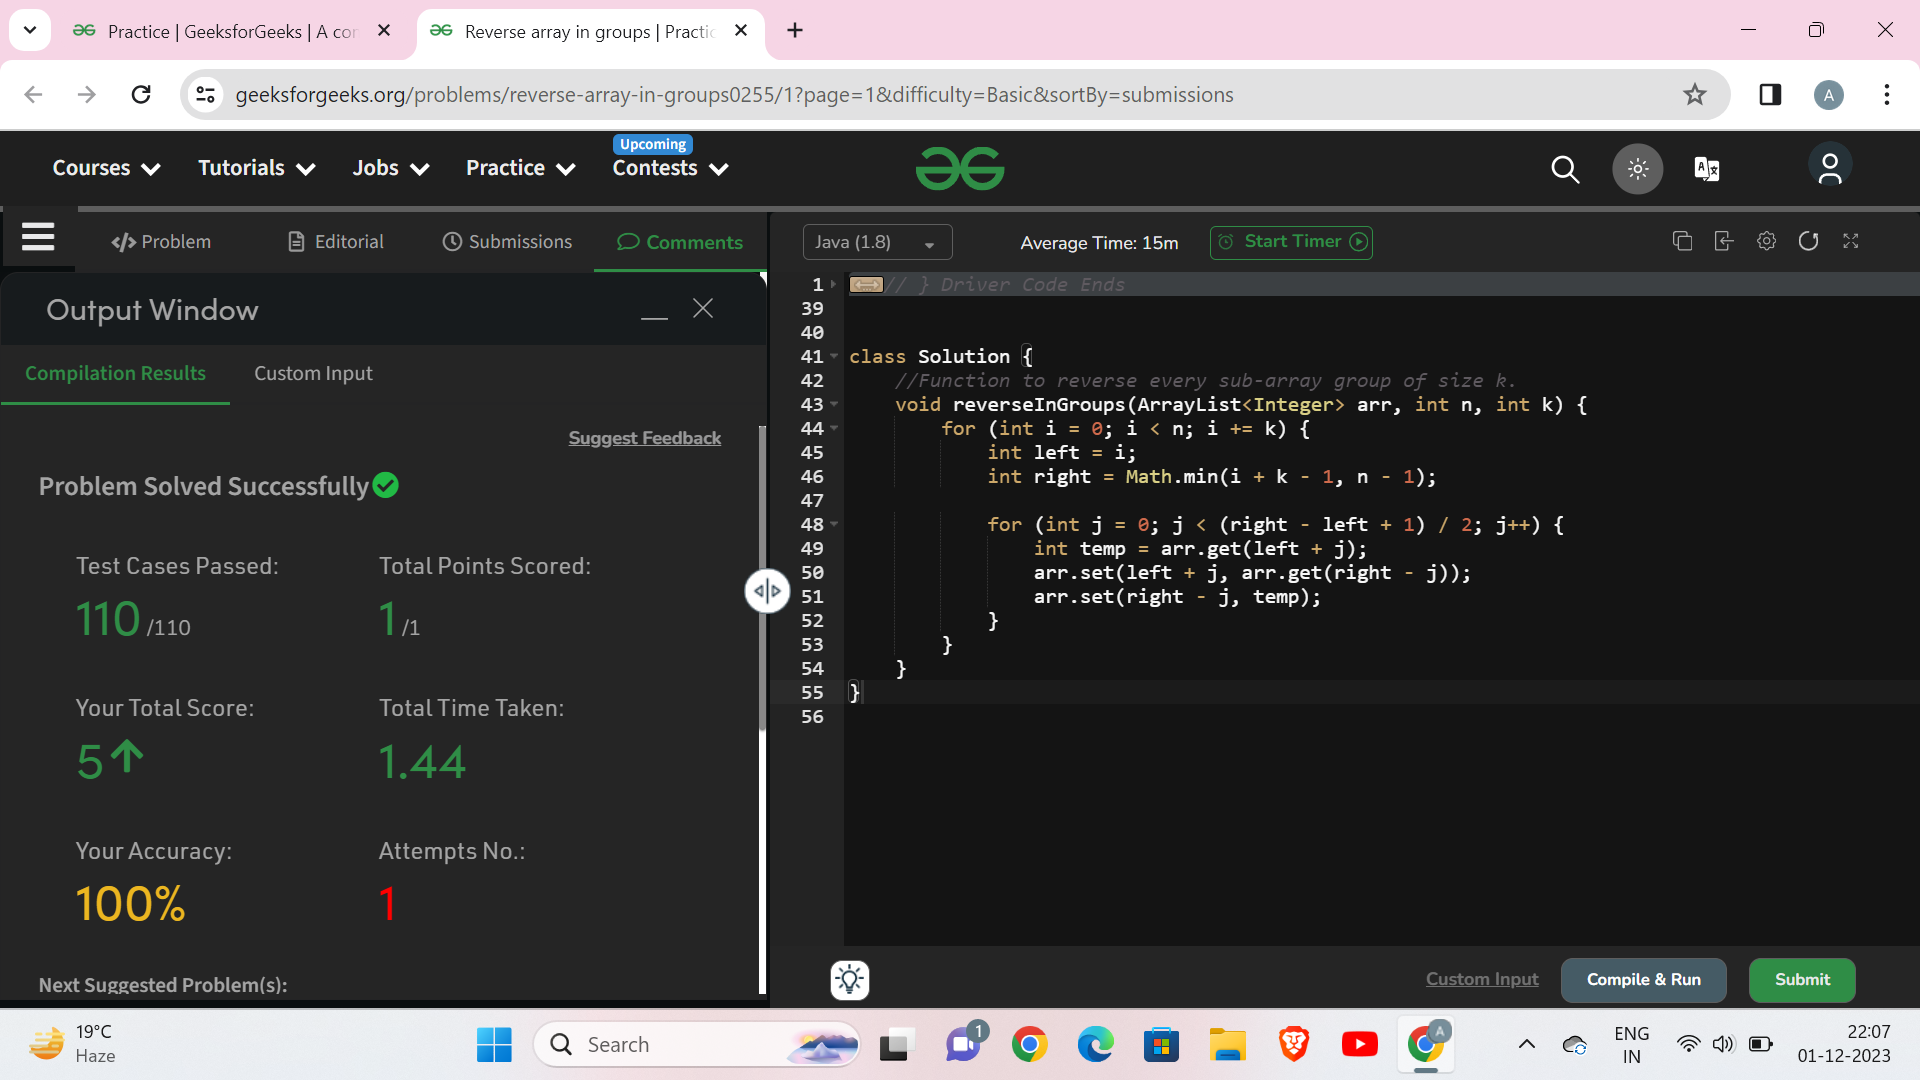 Practice | GeeksforGeeks | A co
Reverse array in groups | Practi
geeksforgeeks.org/problems/reverse-array-in-groups0255/1?page=1&difficulty=Basic&sortBy=submissions
A
Courses
Tutorials
Jobs
Practice
Upcoming
Contests
Problem
Editorial
Submissions
Comments
Output Window
Compilation Results
Custom Input
Suggest Feedback
Problem Solved Successfully
Test Cases Passed:
110 /110
Total Points Scored:
1 /1
Your Total Score:
5
Total Time Taken:
1.44
Your Accuracy:
100%
Attempts No.:
1
Next Suggested Problem(s):
Java (1.8)
Average Time: 15m
Start Timer
1 // } Driver Code Ends
39
40
41 class Solution {
42 //Function to reverse every sub-array group of size k.
43 void reverseInGroups(ArrayList<Integer> arr, int n, int k) {
44 for (int i = 0; i < n; i += k) {
45 int left = i;
46 int right = Math.min(i + k - 1, n - 1);
47
48 for (int j = 0; j < (right - left + 1) / 2; j++) {
49 int temp = arr.get(left + j);
50 arr.set(left + j, arr.get(right - j));
51 arr.set(right - j, temp);
52 }
53 }
54 }
55 }
56
Custom Input
Compile & Run
Submit
19°C
Haze
Search
1
A
ENG
IN
22:07
01-12-2023